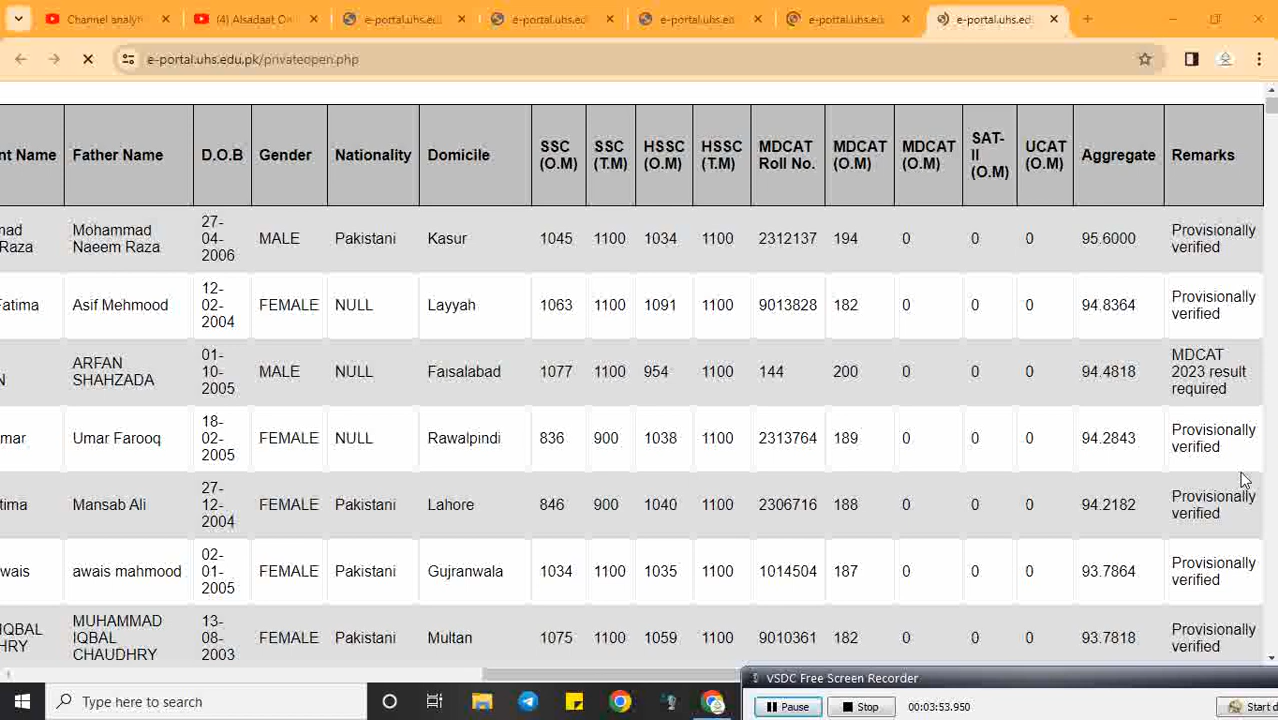 Channel analyti
(4) Alsadaat On
e-portal.uhs.edu
e-portal.uhs.edu
e-portal.uhs.edu
e-portal.uhs.edu
e-portal.uhs.ed
e-portal.uhs.edu.pk/privateopen.php
nt Name Father Name D.O.B Gender Nationality Domicile SSC (O.M) SSC (T.M) HSSC (O.M) HSSC (T.M) MDCAT Roll No. MDCAT (O.M) MDCAT (O.M) SAT-II (O.M) UCAT (O.M) Aggregate Remarks
mad Raza Mohammad Naeem Raza 27-04-2006 MALE Pakistani Kasur 1045 1100 1034 1100 2312137 194 0 0 0 95.6000 Provisionally verified
Fatima Asif Mehmood 12-02-2004 FEMALE NULL Layyah 1063 1100 1091 1100 9013828 182 0 0 0 94.8364 Provisionally verified
N ARFAN SHAHZADA 01-10-2005 MALE NULL Faisalabad 1077 1100 954 1100 144 200 0 0 0 94.4818 MDCAT 2023 result required
mar Umar Farooq 18-02-2005 FEMALE NULL Rawalpindi 836 900 1038 1100 2313764 189 0 0 0 94.2843 Provisionally verified
tima Mansab Ali 27-12-2004 FEMALE Pakistani Lahore 846 900 1040 1100 2306716 188 0 0 0 94.2182 Provisionally verified
wais awais mahmood 02-01-2005 FEMALE Pakistani Gujranwala 1034 1100 1035 1100 1014504 187 0 0 0 93.7864 Provisionally verified
IQBAL HRY MUHAMMAD IQBAL CHAUDHRY 13-08-2003 FEMALE Pakistani Multan 1075 1100 1059 1100 9010361 182 0 0 0 93.7818 Provisionally verified
VSDC Free Screen Recorder
Pause Stop 00:03:53.950 Start d
Type here to search